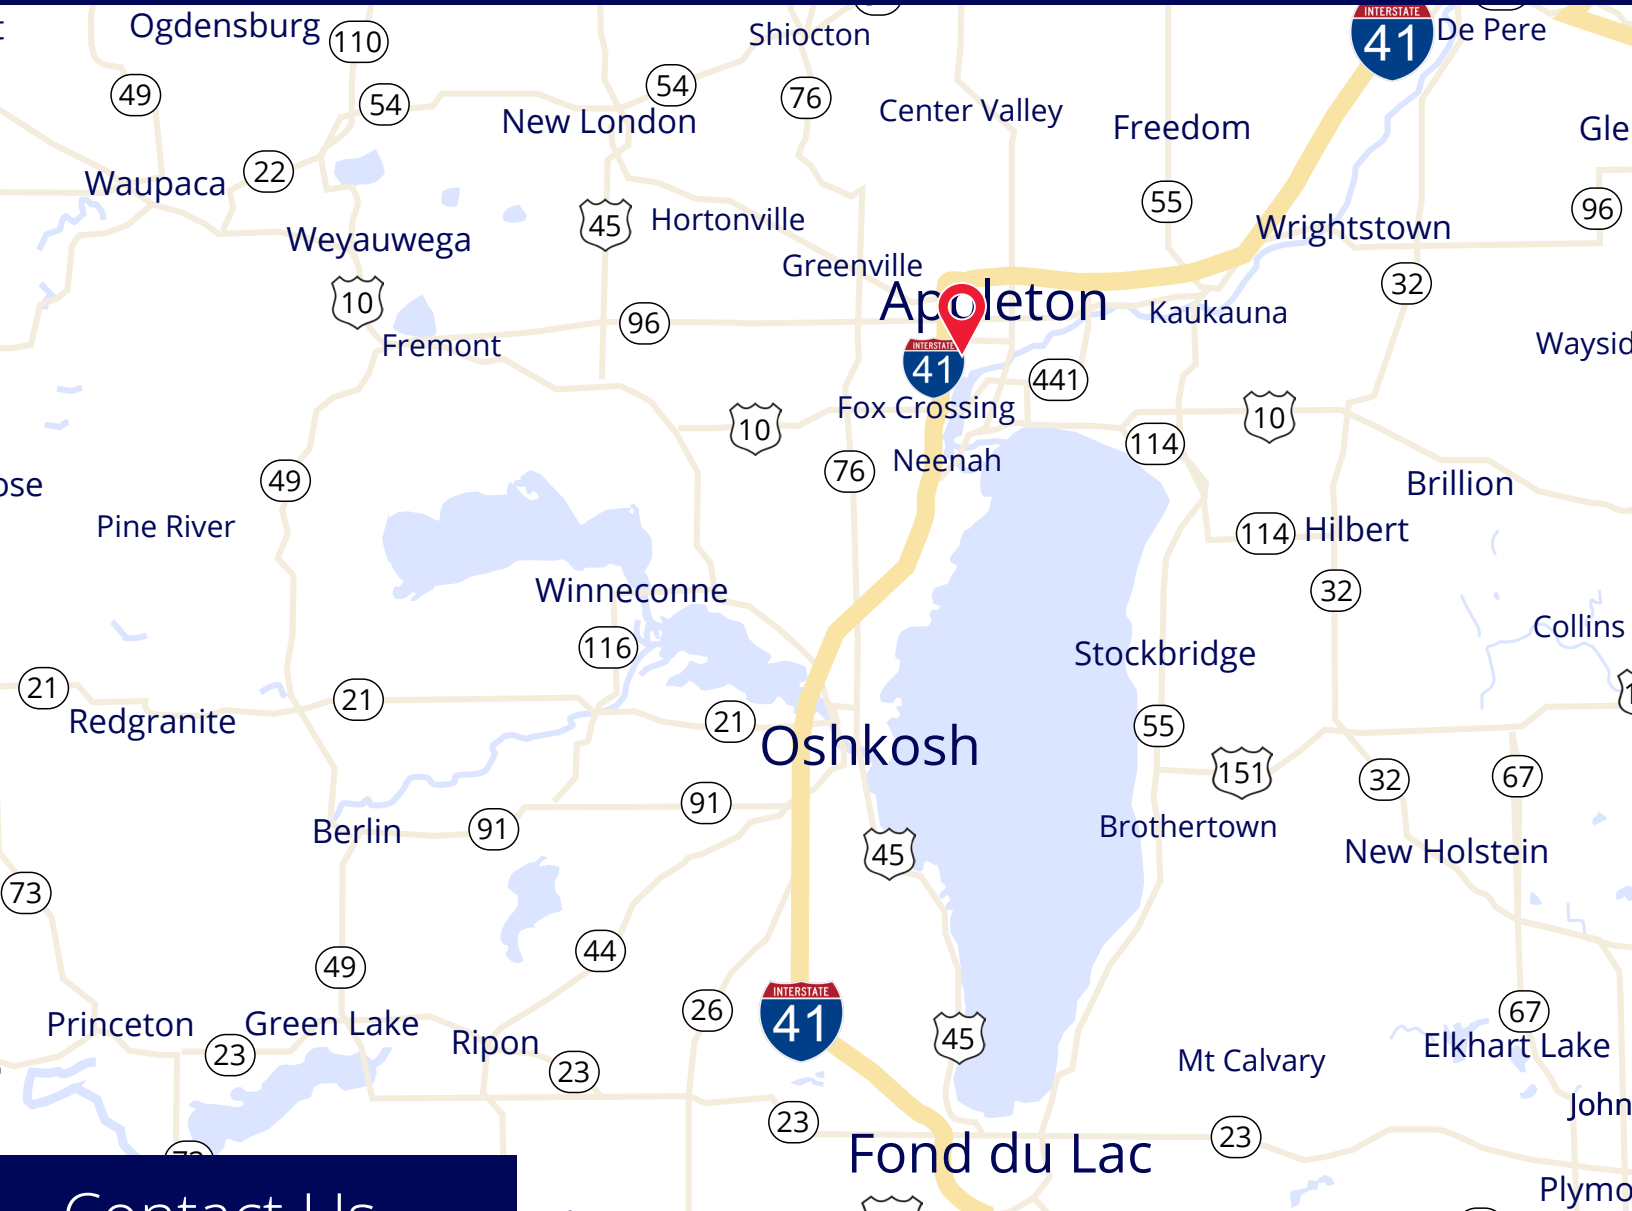 Ogdensburg
110
Shiocton
INTERSTATE
41
De Pere
49
54
54
76
Center Valley
New London
Freedom
Waupaca
22
55
96
Weyauwega
45
Hortonville
Wrightstown
Greenville
10
32
Appleton
Kaukauna
96
Fremont
INTERSTATE
41
441
Fox Crossing
10
10
114
Neenah
76
49
Brillion
Pine River
114
Hilbert
Winneconne
32
Collins
116
Stockbridge
21
21
Redgranite
21
55
Oshkosh
151
32
67
91
91
Berlin
Brothertown
45
New Holstein
73
44
49
INTERSTATE
41
26
67
Princeton
Green Lake
Ripon
45
Elkhart Lake
23
23
Mt Calvary
John
23
23
Fond du Lac
Plymo
Contact Us